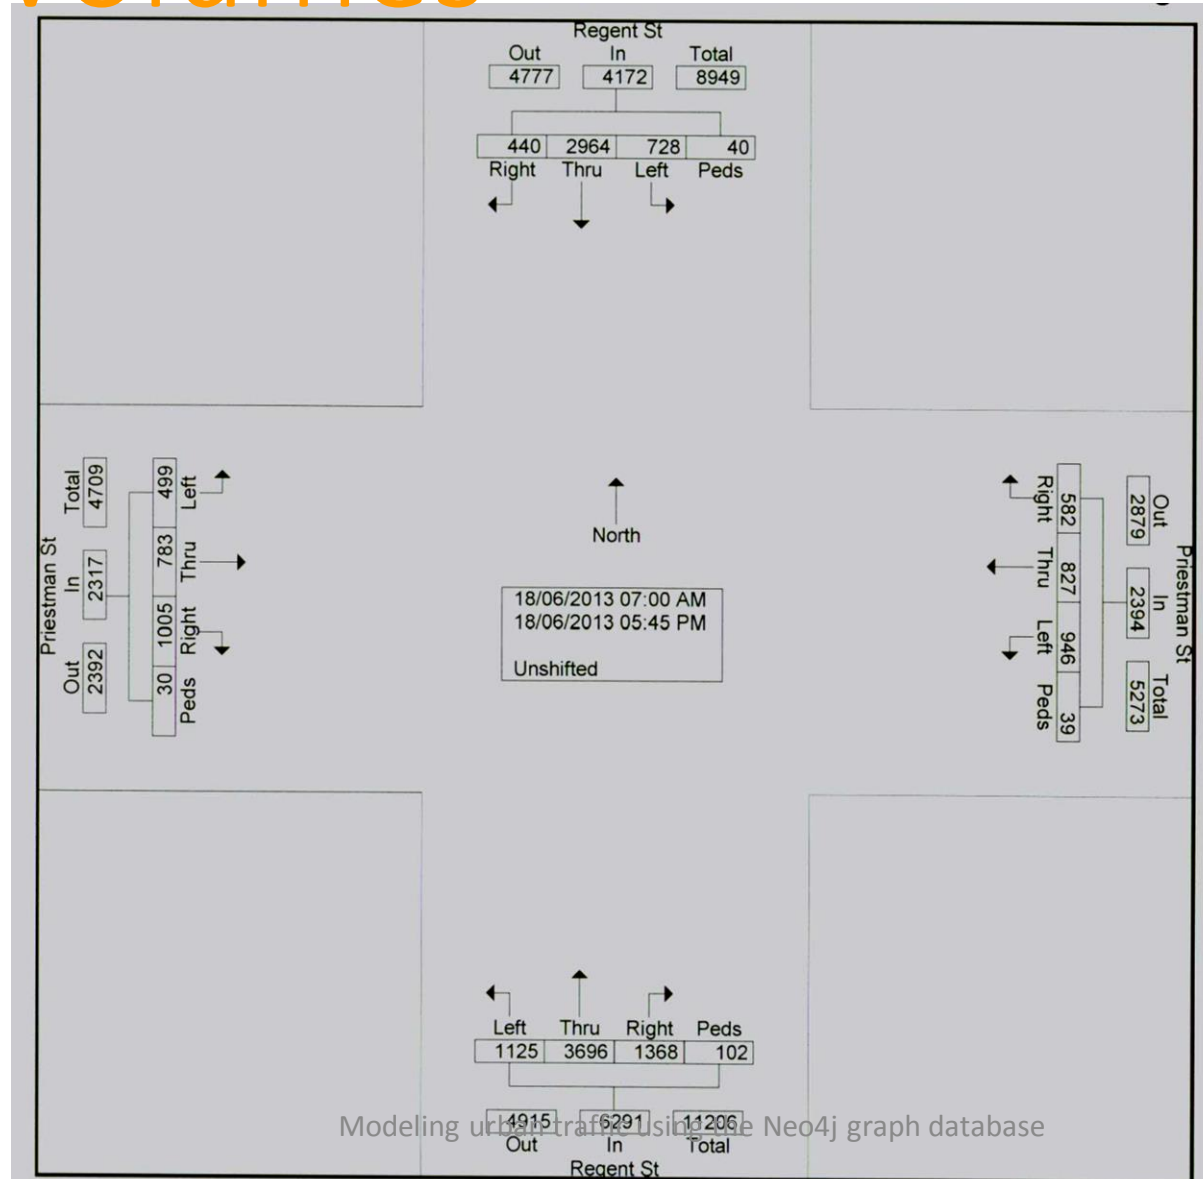 Regent St
Out In Total
4777 4172 8949
440 2964 728 40
Right Thru Left Peds
Priestman St
Total In Out
4709 2317 2392
499 783 1005 30
Left Thru Right Peds
North
18/06/2013 07:00 AM
18/06/2013 05:45 PM
Unshifted
Right Thru Left Peds
582 827 946 39
Out In Total
2879 2394 5273
Priestman St
Left Thru Right Peds
1125 3696 1368 102
4915 6291 11206
Out In Total
Regent St
Modeling urban traffic using the Neo4j graph database